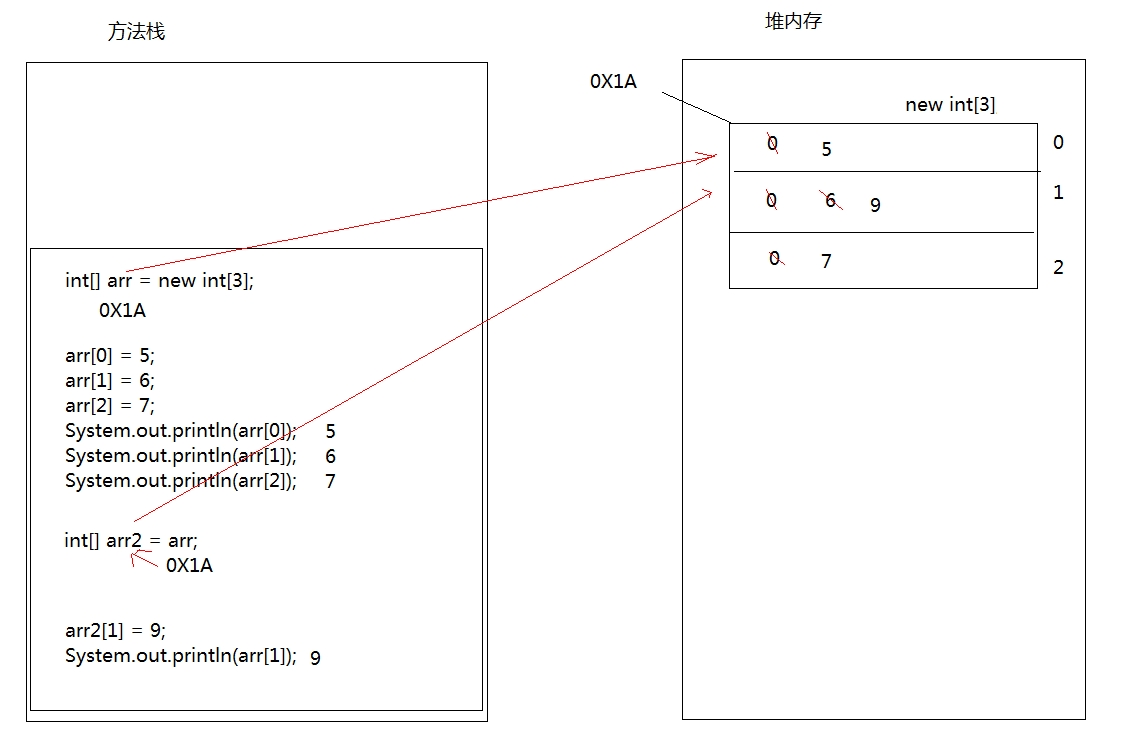 方法栈
int[] arr = new int[3];
0X1A
arr[0] = 5;
arr[1] = 6;
arr[2] = 7;
System.out.println(arr[0]); 5
System.out.println(arr[1]); 6
System.out.println(arr[2]); 7
int[] arr2 = arr;
0X1A
arr2[1] = 9;
System.out.println(arr[1]); 9
堆内存
0X1A
new int[3]
0 5 0
0 6 9 1
0 7 2